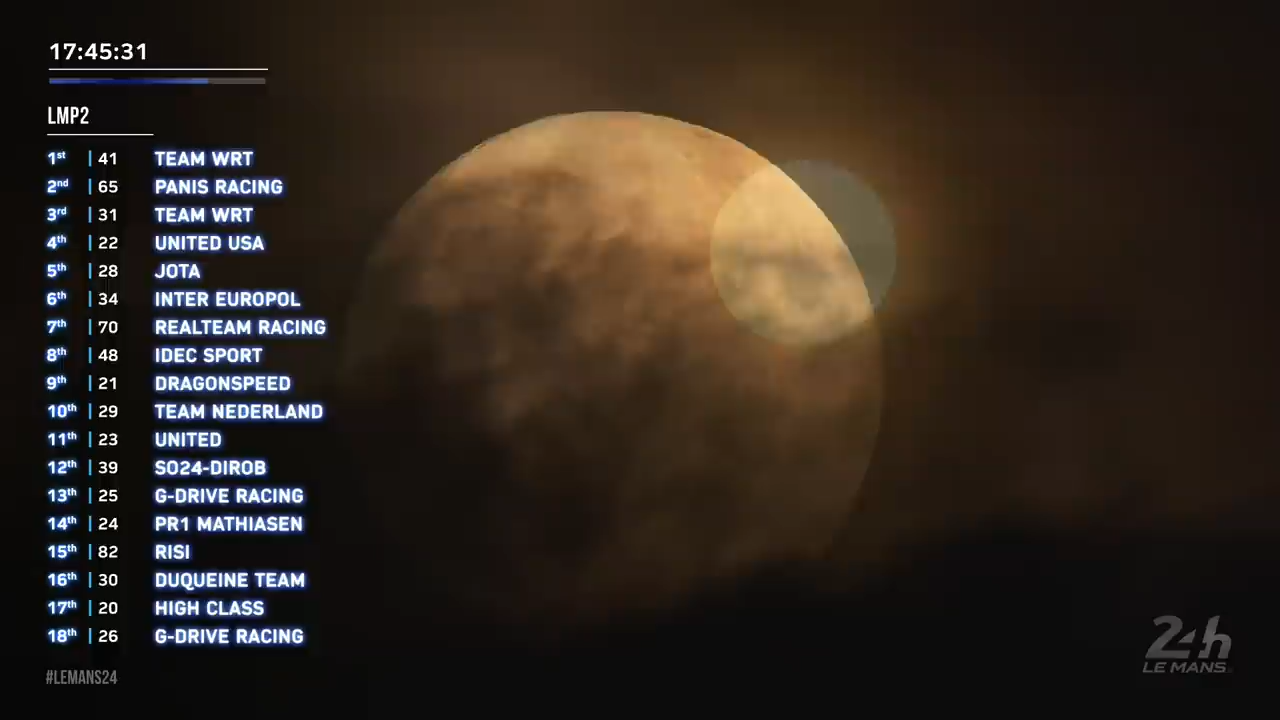 17:45:31
LMP2
1st | 41 TEAM WRT
2nd | 65 PANIS RACING
3rd | 31 TEAM WRT
4th | 22 UNITED USA
5th | 28 JOTA
6th | 34 INTER EUROPOL
7th | 70 REALTEAM RACING
8th | 48 IDEC SPORT
9th | 21 DRAGONSPEED
10th | 29 TEAM NEDERLAND
11th | 23 UNITED
12th | 39 SO24-DIROB
13th | 25 G-DRIVE RACING
14th | 24 PR1 MATHIASEN
15th | 82 RISI
16th | 30 DUQUEINE TEAM
17th | 20 HIGH CLASS
18th | 26 G-DRIVE RACING
#LEMANS24
24h
LE MANS